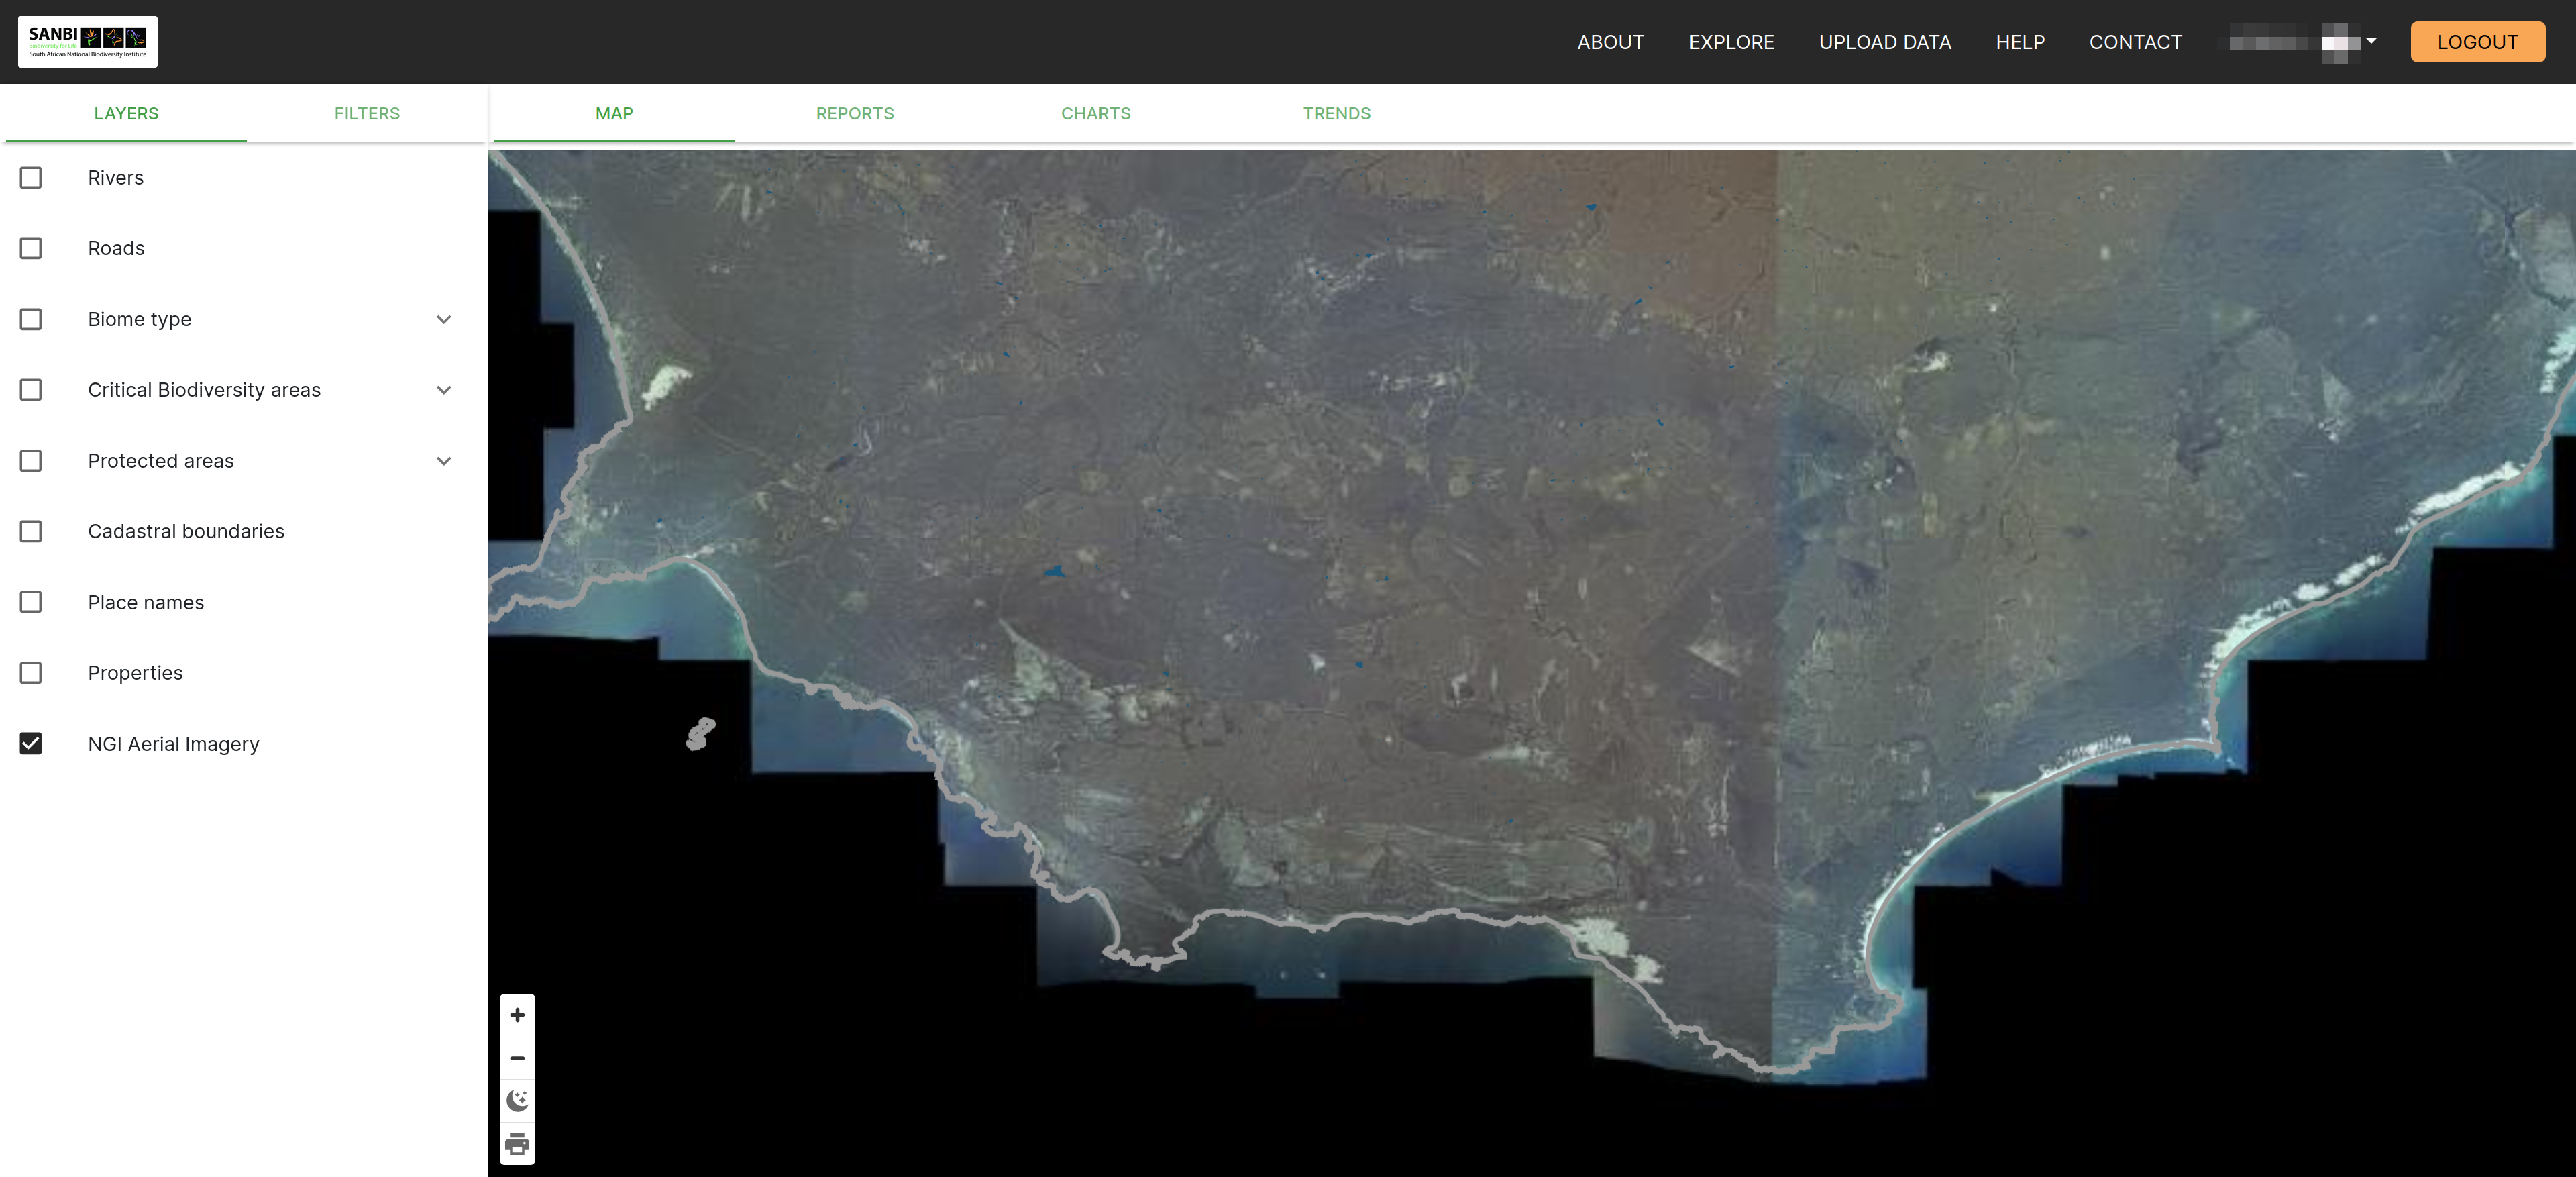 SANBI
Biodiversity for Life
South African National Biodiversity Institute
ABOUT
EXPLORE
UPLOAD DATA
HELP
CONTACT
LOGOUT
LAYERS
FILTERS
MAP
REPORTS
CHARTS
TRENDS
Rivers
Roads
Biome type
Critical Biodiversity areas
Protected areas
Cadastral boundaries
Place names
Properties
NGI Aerial Imagery